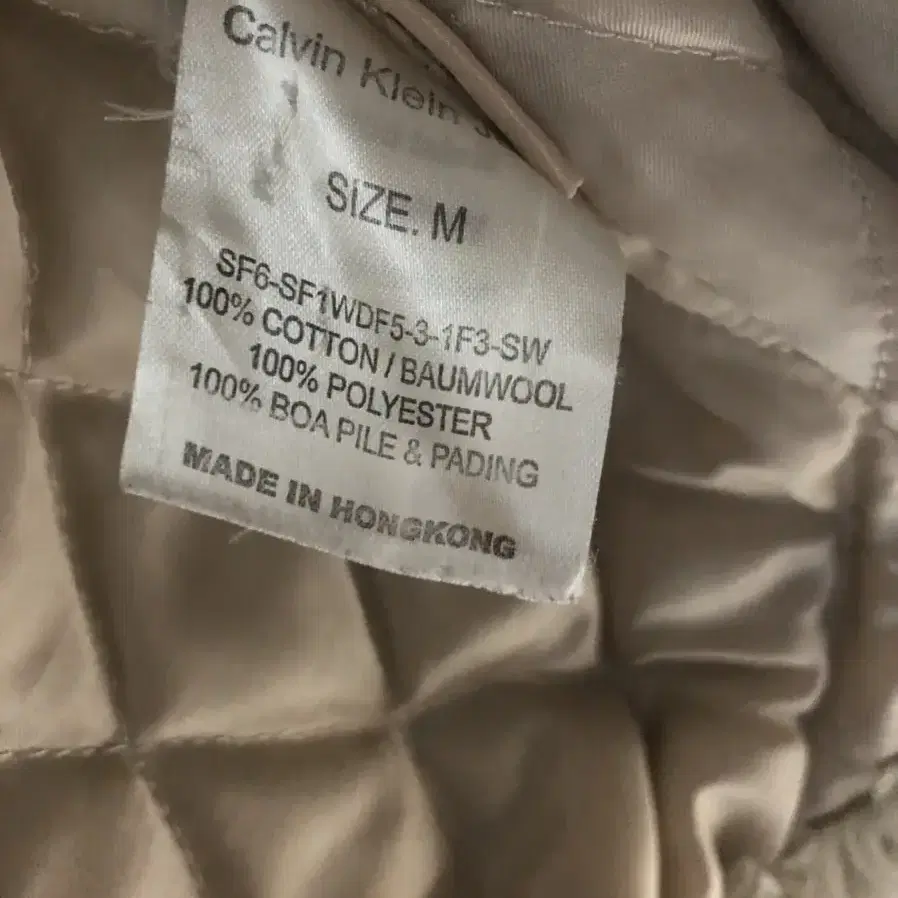 Calvin Klein
SIZE. M
SF6-SF1WDF5-3-1F3-SW
100% COTTON / BAUMWOOL
100% POLYESTER
100% BOA PILE & PADING
MADE IN HONGKONG